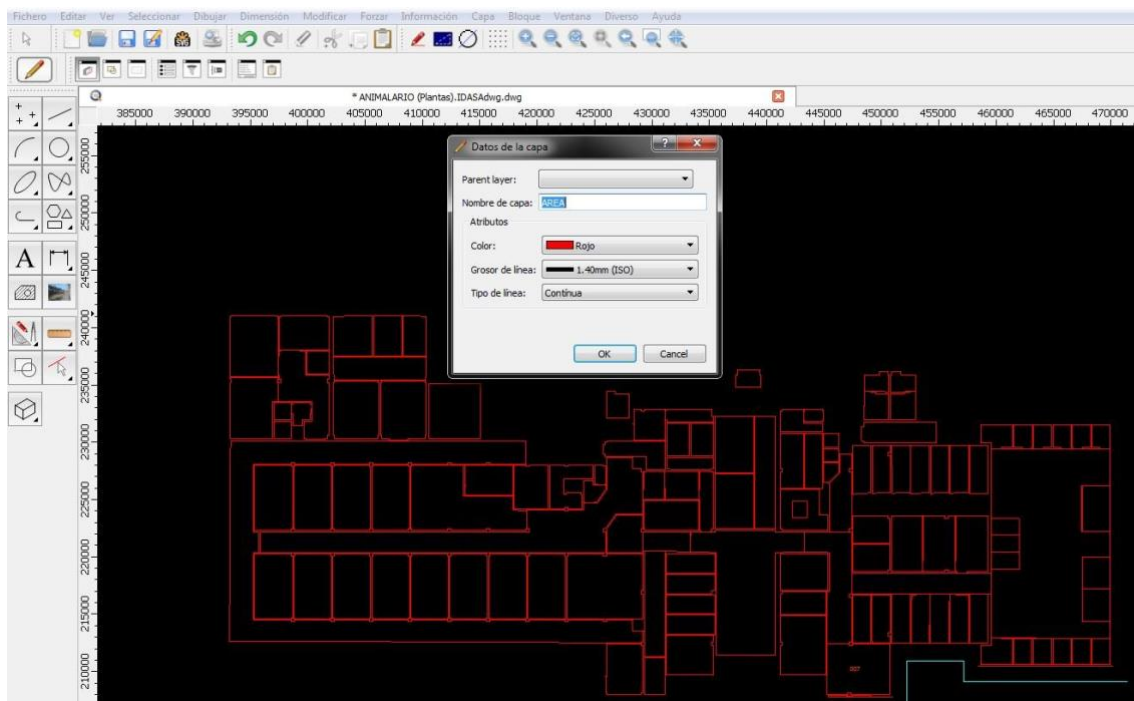 Fichero Editar Ver Seleccionar Dibujar Dimensión Modificar Forzar Información Capa Bloque Ventana Diverso Ayuda
* ANIMALARIO (Plantas).IDASAdwg.dwg
385000 390000 395000 400000 405000 410000 415000 420000 425000 430000 435000 440000 445000 450000 455000 460000 465000 470000
255000
250000
245000
240000
235000
230000
225000
220000
215000
210000
A
Datos de la capa
Parent layer:
Nombre de capa: AREA
Atributos
Color: Rojo
Grosor de línea: 1.40mm (ISO)
Tipo de línea: Contínua
OK Cancel